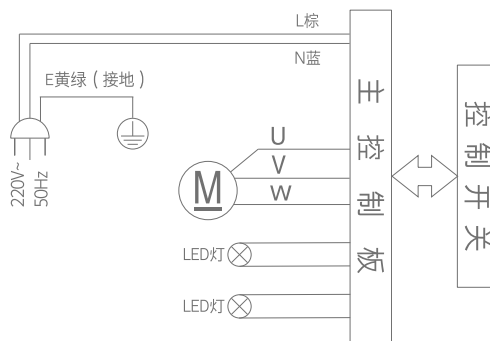 L棕
N蓝
E黄绿（接地）
220V~
50Hz
U
V
W
M
LED灯
LED灯
主控制板
控制开关